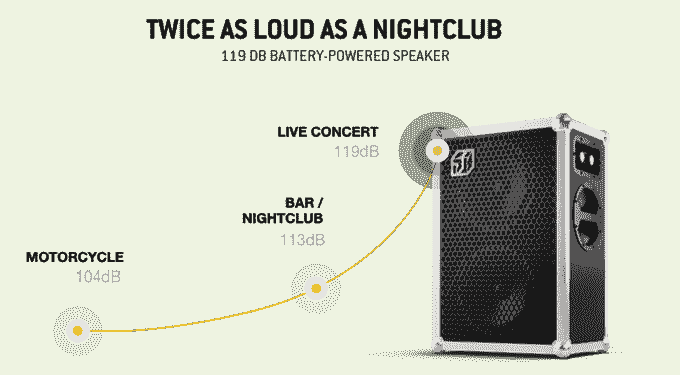 TWICE AS LOUD AS A NIGHTCLUB
119 DB BATTERY-POWERED SPEAKER
LIVE CONCERT
119dB
BAR /
NIGHTCLUB
113dB
MOTORCYCLE
104dB